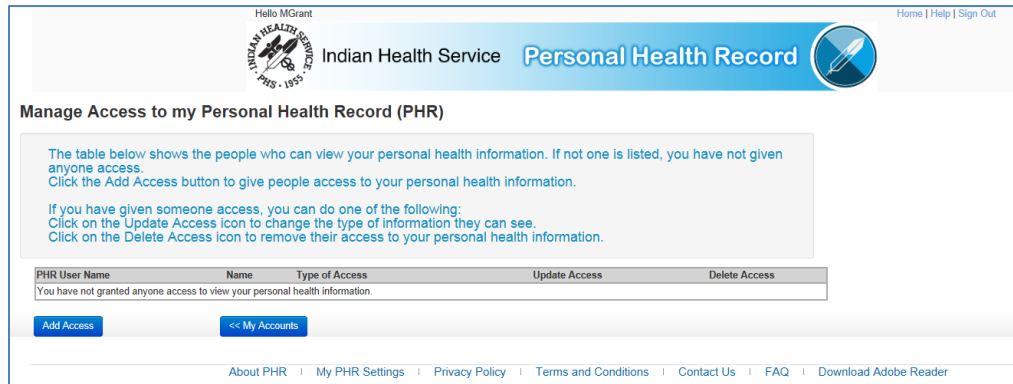 Hello MGrant
Home | Help | Sign Out
INDIAN HEALTH SERVICE
PHS · 1955
Indian Health Service Personal Health Record
Manage Access to my Personal Health Record (PHR)
The table below shows the people who can view your personal health information. If not one is listed, you have not given
anyone access.
Click the Add Access button to give people access to your personal health information.
If you have given someone access, you can do one of the following:
Click on the Update Access icon to change the type of information they can see.
Click on the Delete Access icon to remove their access to your personal health information.
PHR User Name Name Type of Access Update Access Delete Access
You have not granted anyone access to view your personal health information.
Add Access << My Accounts
About PHR | My PHR Settings | Privacy Policy | Terms and Conditions | Contact Us | FAQ | Download Adobe Reader